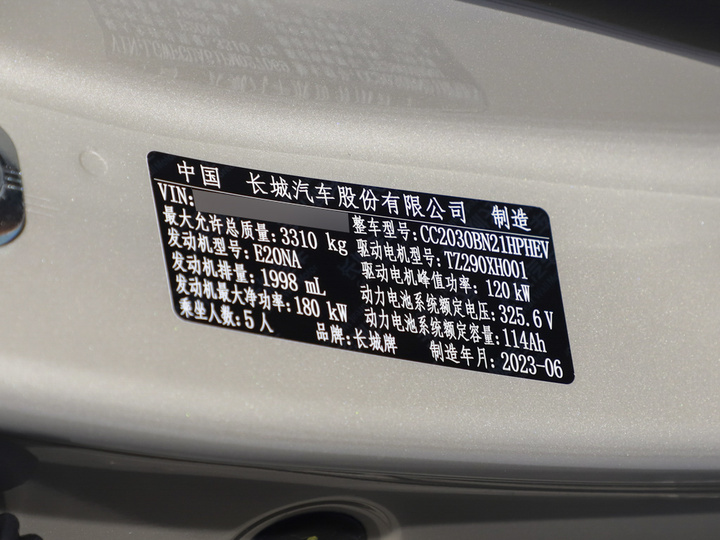 中国 长城汽车股份有限公司 制造
VIN:
整车型号:CC2030BN21HPHEV
最大允许总质量:3310 kg
驱动电机型号:TZ290XH001
发动机型号:E20NA
驱动电机峰值功率:120 kW
发动机排量:1998 mL
动力电池系统额定电压:325.6 V
发动机最大净功率:180 kW
动力电池系统额定容量:114Ah
乘坐人数:5人
品牌:长城牌
制造年月:2023-06